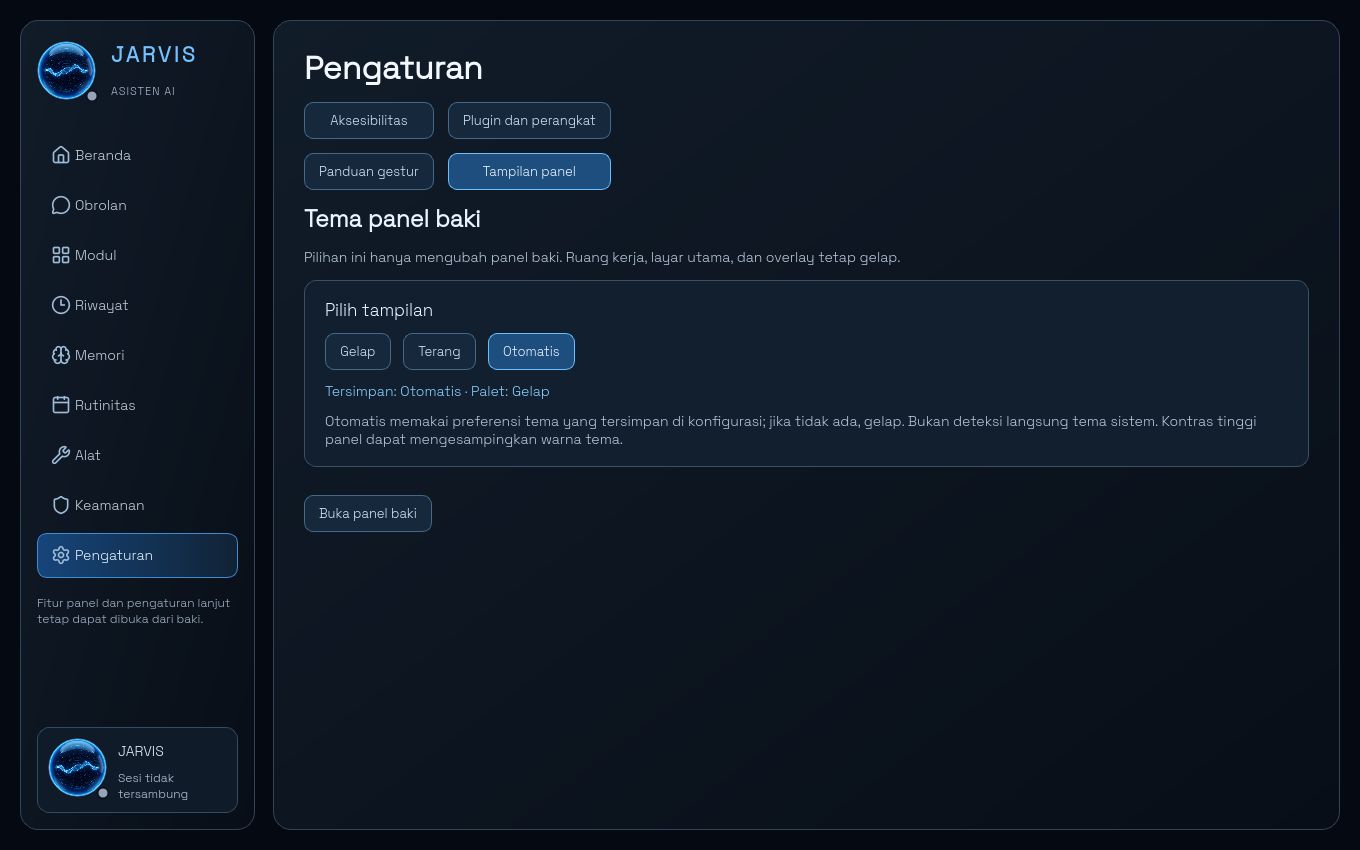 JARVIS
ASISTEN AI
Beranda
Obrolan
Modul
Riwayat
Memori
Rutinitas
Alat
Keamanan
Pengaturan
Fitur panel dan pengaturan lanjut
tetap dapat dibuka dari baki.
JARVIS
Sesi tidak
tersambung
Pengaturan
Aksesibilitas
Plugin dan perangkat
Panduan gestur
Tampilan panel
Tema panel baki
Pilihan ini hanya mengubah panel baki. Ruang kerja, layar utama, dan overlay tetap gelap.
Pilih tampilan
Gelap
Terang
Otomatis
Tersimpan: Otomatis · Palet: Gelap
Otomatis memakai preferensi tema yang tersimpan di konfigurasi; jika tidak ada, gelap. Bukan deteksi langsung tema sistem. Kontras tinggi
panel dapat mengesampingkan warna tema.
Buka panel baki